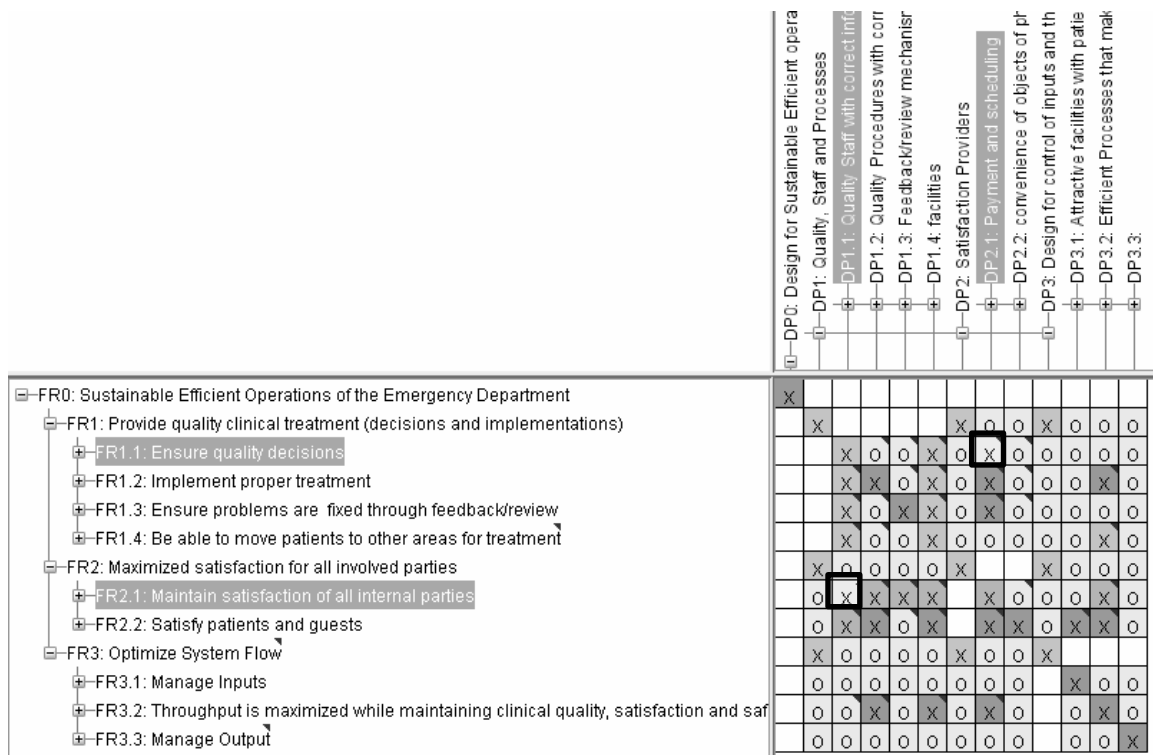 DP0: Design for Sustainable Efficient opera
DP1: Quality, Staff and Processes
DP1.1: Quality Staff with correct info
DP1.2: Quality Procedures with corr
DP1.3: Feedback/review mechanisr
DP1.4: facilities
DP2: Satisfaction Providers
DP2.1: Payment and scheduling
DP2.2: convenience of objects of ph
DP3: Design for control of inputs and th
DP3.1: Attractive facilities with patie
DP3.2: Efficient Processes that mak
DP3.3:
FR0: Sustainable Efficient Operations of the Emergency Department X
FR1: Provide quality clinical treatment (decisions and implementations) X X O O X O O O
FR1.1: Ensure quality decisions X O O X O X O O O O O
FR1.2: Implement proper treatment X X O X O X O O O X O
FR1.3: Ensure problems are fixed through feedback/review X O X X O X O O O O O
FR1.4: Be able to move patients to other areas for treatment X O O X O O O O O X O
FR2: Maximized satisfaction for all involved parties X O O O O X X O O O
FR2.1: Maintain satisfaction of all internal parties O X X X X X O O O X O
FR2.2: Satisfy patients and guests O X X O X X X O X X O
FR3: Optimize System Flow X O O O O X O O X
FR3.1: Manage Inputs O O O O O O O O X O O
FR3.2: Throughput is maximized while maintaining clinical quality, satisfaction and saf O O X O X O X O O X O
FR3.3: Manage Output O O O O O O O O O O X